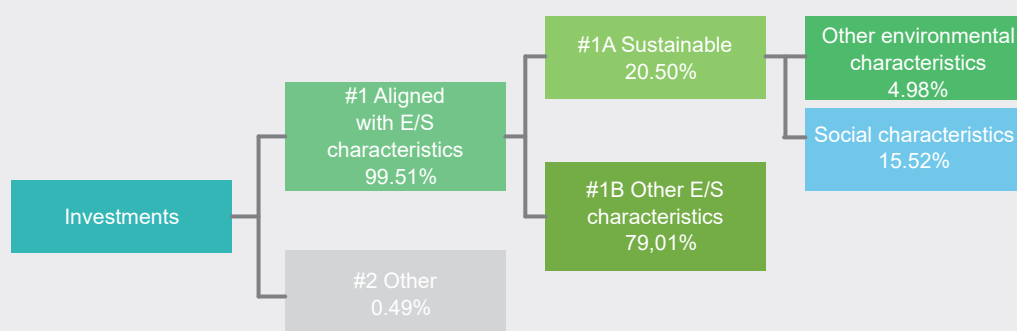 Investments
#1 Aligned
with E/S
characteristics
99.51%
#2 Other
0.49%
#1A Sustainable
20.50%
#1B Other E/S
characteristics
79,01%
Other environmental
characteristics
4.98%
Social characteristics
15.52%